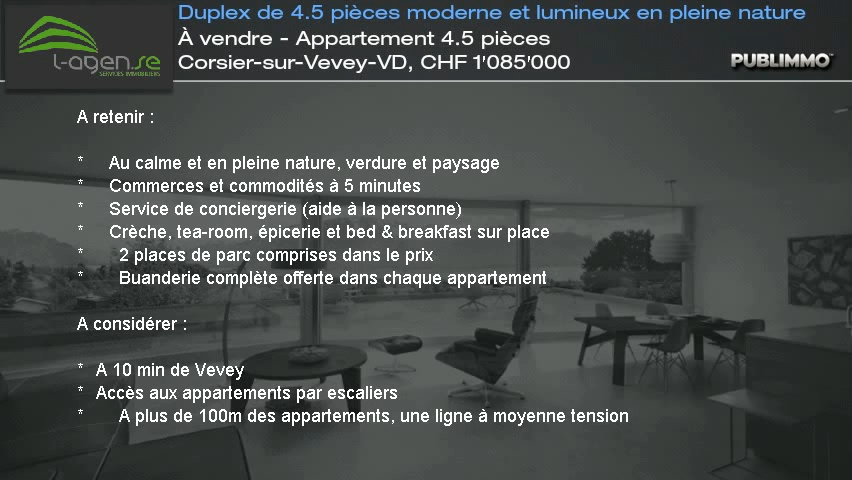 Duplex de 4.5 pièces moderne et lumineux en pleine nature
À vendre - Appartement 4.5 pièces
Corsier-sur-Vevey-VD, CHF 1'085'000
L-agen.se
SERVICES IMMOBILIERS
PUBLIMMO
A retenir :
* Au calme et en pleine nature, verdure et paysage
* Commerces et commodités à 5 minutes
* Service de conciergerie (aide à la personne)
* Crèche, tea-room, épicerie et bed & breakfast sur place
* 2 places de parc comprises dans le prix
* Buanderie complète offerte dans chaque appartement
A considérer :
* A 10 min de Vevey
* Accès aux appartements par escaliers
* A plus de 100m des appartements, une ligne à moyenne tension